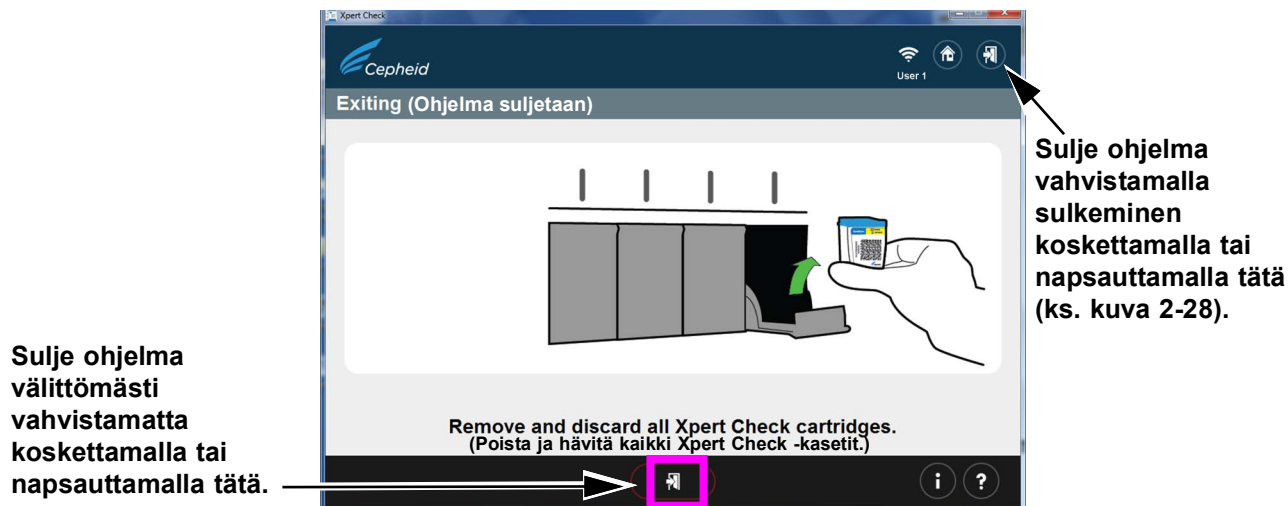 Xpert Check
Cepheid
User 1
Exiting (Ohjelma suljetaan)
Sulje ohjelma
vahvistamalla
sulkeminen
koskettamalla tai
napsauttamalla tätä
(ks. kuva 2-28).
Sulje ohjelma
välittömästi
vahvistamatta
koskettamalla tai
napsauttamalla tätä.
Remove and discard all Xpert Check cartridges.
(Poista ja hävitä kaikki Xpert Check -kasetit.)
i ?